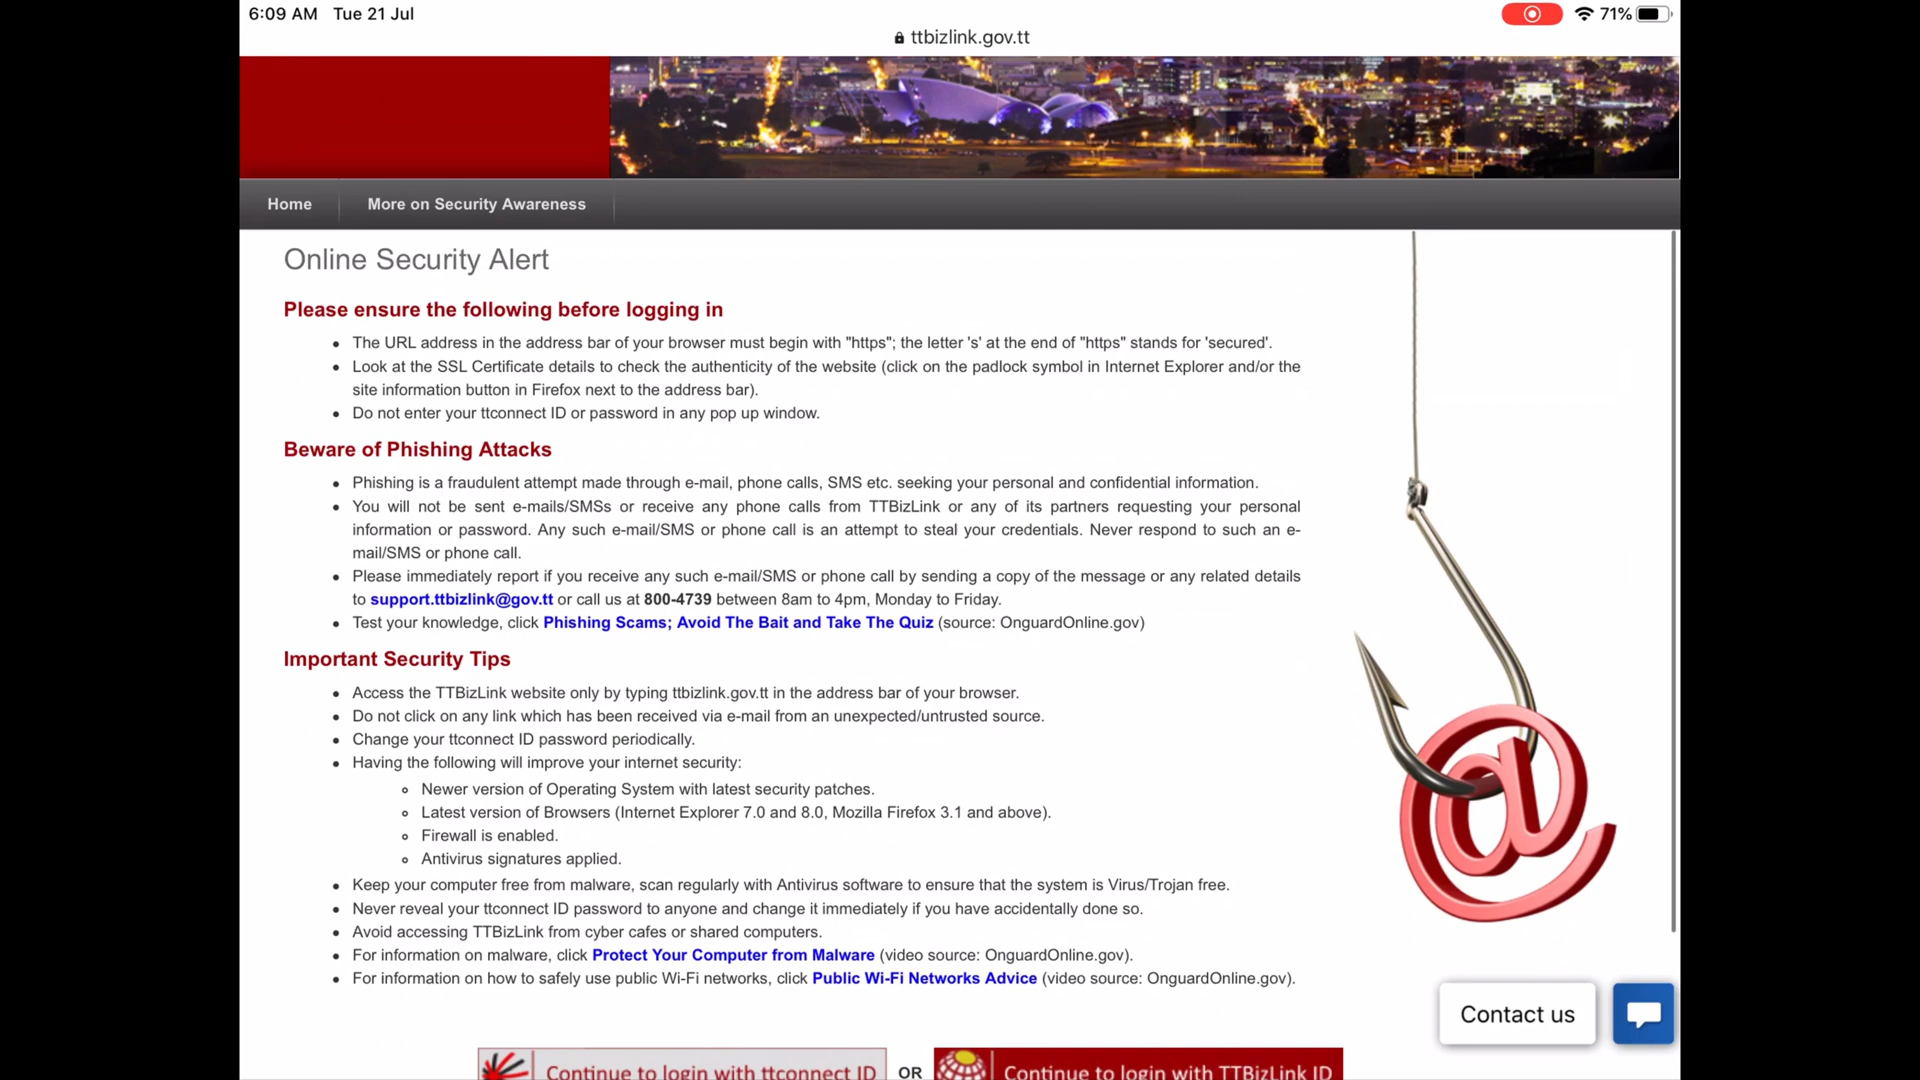 6:09 AM Tue 21 Jul
71%
ttbizlink.gov.tt
Home
More on Security Awareness
Online Security Alert
Please ensure the following before logging in
The URL address in the address bar of your browser must begin with "https"; the letter 's' at the end of "https" stands for 'secured'.
Look at the SSL Certificate details to check the authenticity of the website (click on the padlock symbol in Internet Explorer and/or the
site information button in Firefox next to the address bar).
Do not enter your ttconnect ID or password in any pop up window.
Beware of Phishing Attacks
Phishing is a fraudulent attempt made through e-mail, phone calls, SMS etc. seeking your personal and confidential information.
You will not be sent e-mails/SMSs or receive any phone calls from TTBizLink or any of its partners requesting your personal
information or password. Any such e-mail/SMS or phone call is an attempt to steal your credentials. Never respond to such an e-
mail/SMS or phone call.
Please immediately report if you receive any such e-mail/SMS or phone call by sending a copy of the message or any related details
to support.ttbizlink@gov.tt or call us at 800-4739 between 8am to 4pm, Monday to Friday.
Test your knowledge, click Phishing Scams; Avoid The Bait and Take The Quiz (source: OnguardOnline.gov)
Important Security Tips
Access the TTBizLink website only by typing ttbizlink.gov.tt in the address bar of your browser.
Do not click on any link which has been received via e-mail from an unexpected/untrusted source.
Change your ttconnect ID password periodically.
Having the following will improve your internet security:
Newer version of Operating System with latest security patches.
Latest version of Browsers (Internet Explorer 7.0 and 8.0, Mozilla Firefox 3.1 and above).
Firewall is enabled.
Antivirus signatures applied.
Keep your computer free from malware, scan regularly with Antivirus software to ensure that the system is Virus/Trojan free.
Never reveal your ttconnect ID password to anyone and change it immediately if you have accidentally done so.
Avoid accessing TTBizLink from cyber cafes or shared computers.
For information on malware, click Protect Your Computer from Malware (video source: OnguardOnline.gov).
For information on how to safely use public Wi-Fi networks, click Public Wi-Fi Networks Advice (video source: OnguardOnline.gov).
@
Contact us
Continue to login with ttconnect ID OR Continue to login with TTBizLink ID